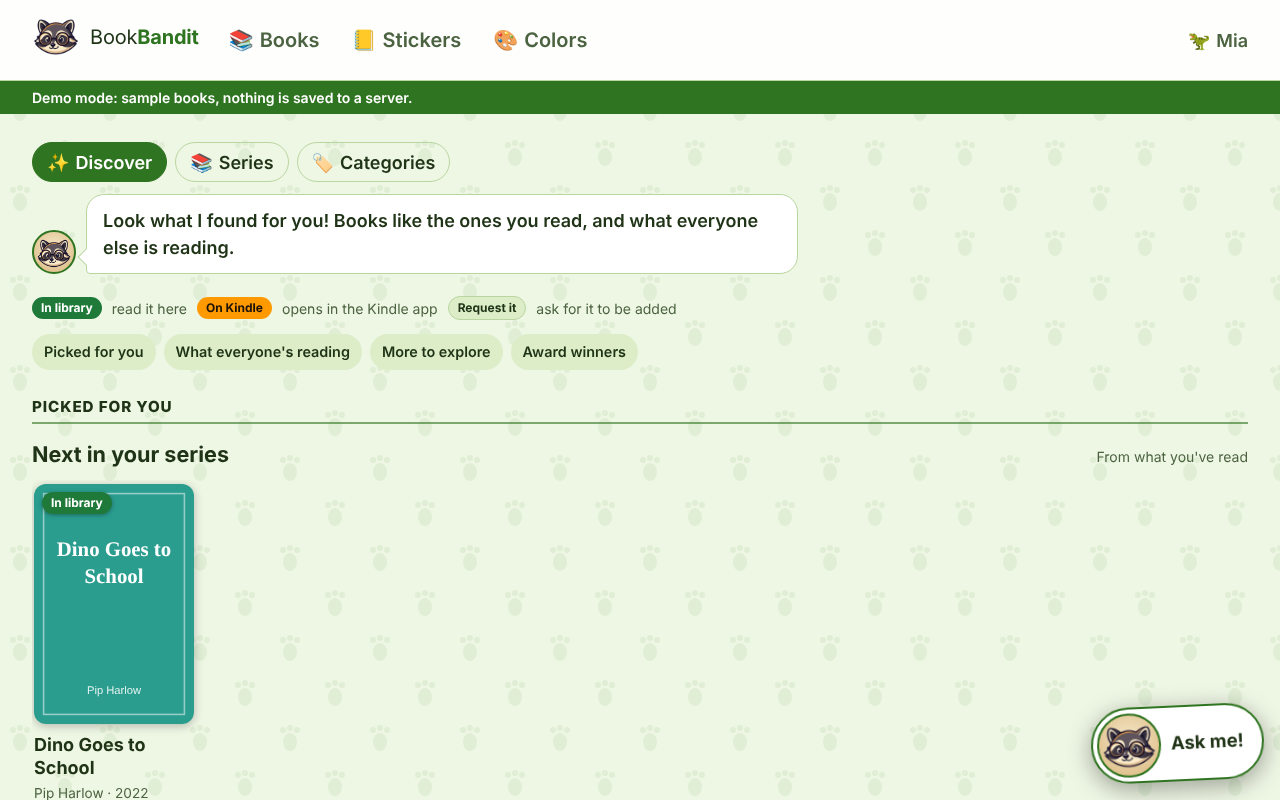 BookBandit
📚 Books
📒 Stickers
🎨 Colors
🦖 Mia
Demo mode: sample books, nothing is saved to a server.
✨ Discover
📚 Series
🏷️ Categories
Look what I found for you! Books like the ones you read, and what everyone
else is reading.
In library read it here On Kindle opens in the Kindle app Request it ask for it to be added
Picked for you
What everyone's reading
More to explore
Award winners
PICKED FOR YOU
Next in your series
From what you've read
In library
Dino Goes to
School
Pip Harlow
Dino Goes to
School
Pip Harlow · 2022
Ask me!